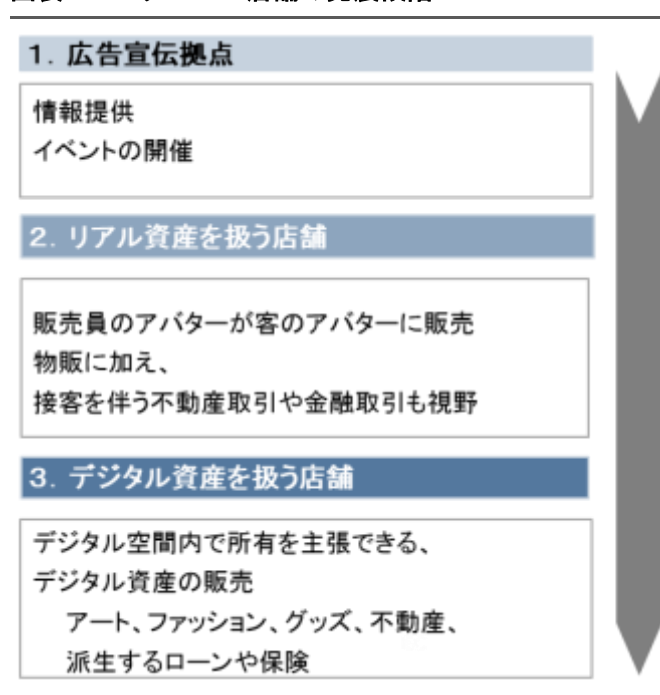 1. 広告宣伝拠点
情報提供
イベントの開催
2. リアル資産を扱う店舗
販売員のアバターが客のアバターに販売
物販に加え、
接客を伴う不動産取引や金融取引も視野
3. デジタル資産を扱う店舗
デジタル空間内で所有を主張できる、
デジタル資産の販売
アート、ファッション、グッズ、不動産、
派生するローンや保険